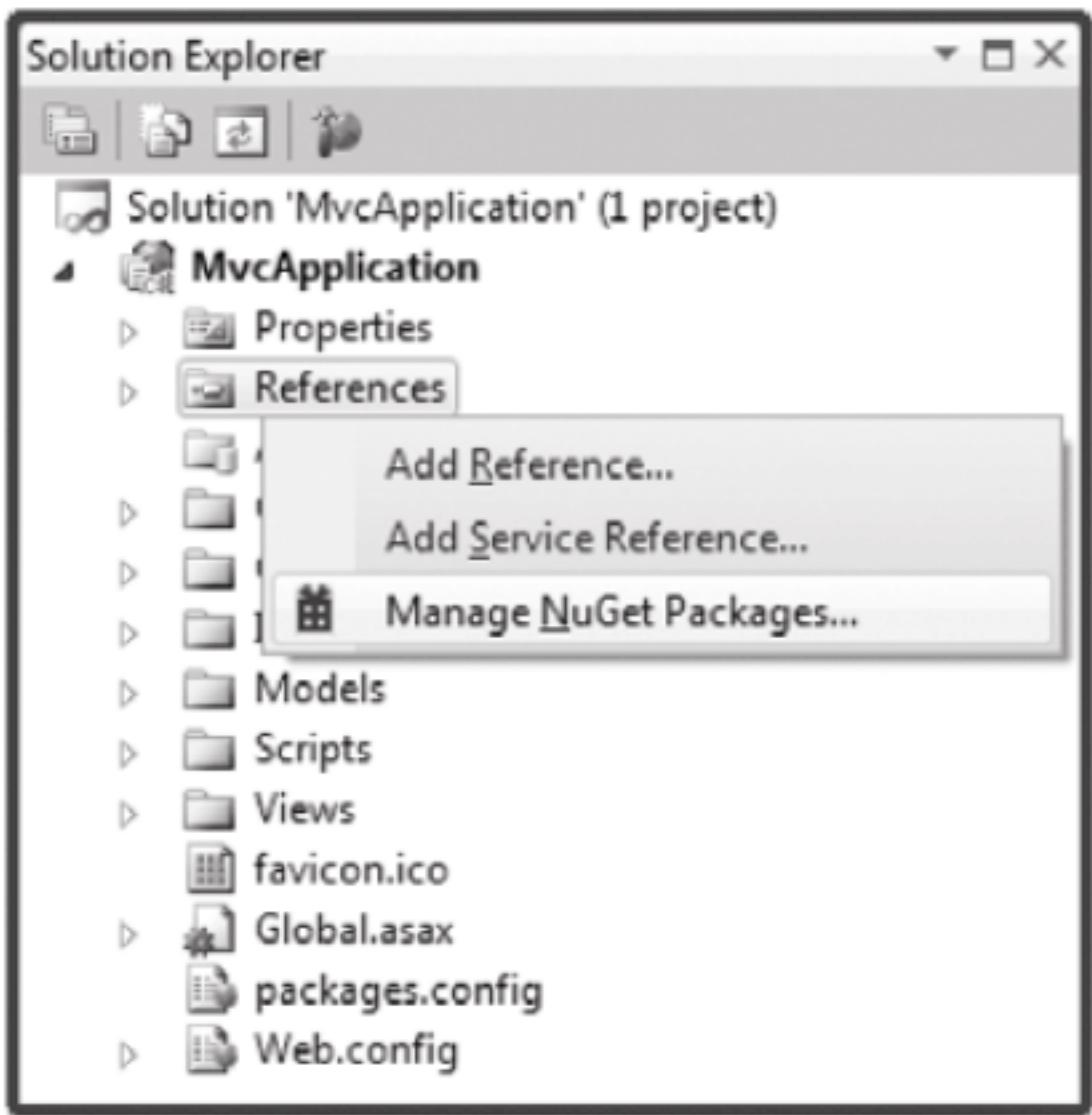 Solution Explorer
Solution 'MvcApplication' (1 project)
MvcApplication
Properties
References
Add Reference...
Add Service Reference...
Manage NuGet Packages...
Models
Scripts
Views
favicon.ico
Global.asax
packages.config
Web.config